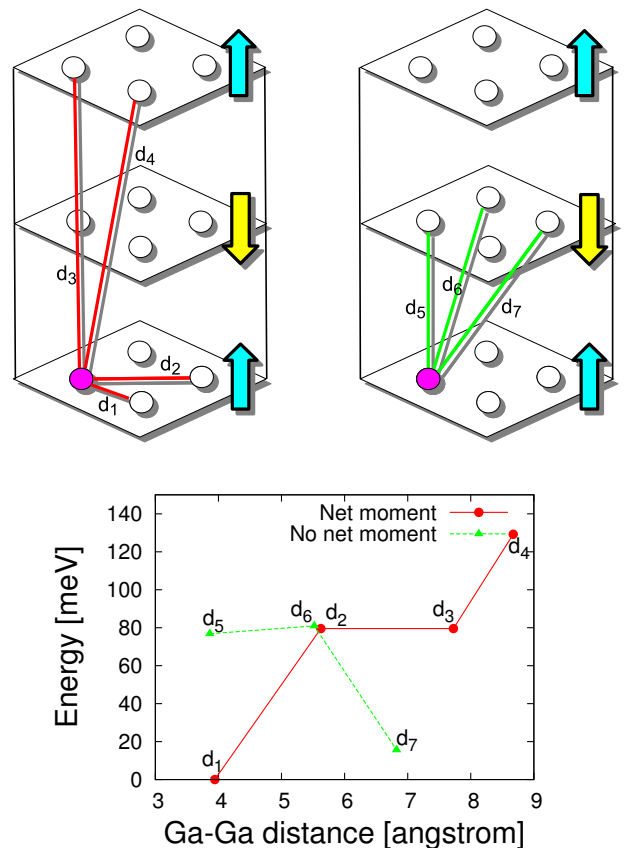 d4
d3
d6
d5
d7
d2
d1
140
120
100
80
60
40
20
0
Energy [meV]
Net moment
No net moment
d4
d5
d6
d2
d3
d1
d7
3
4
5
6
7
8
9
Ga-Ga distance [angstrom]